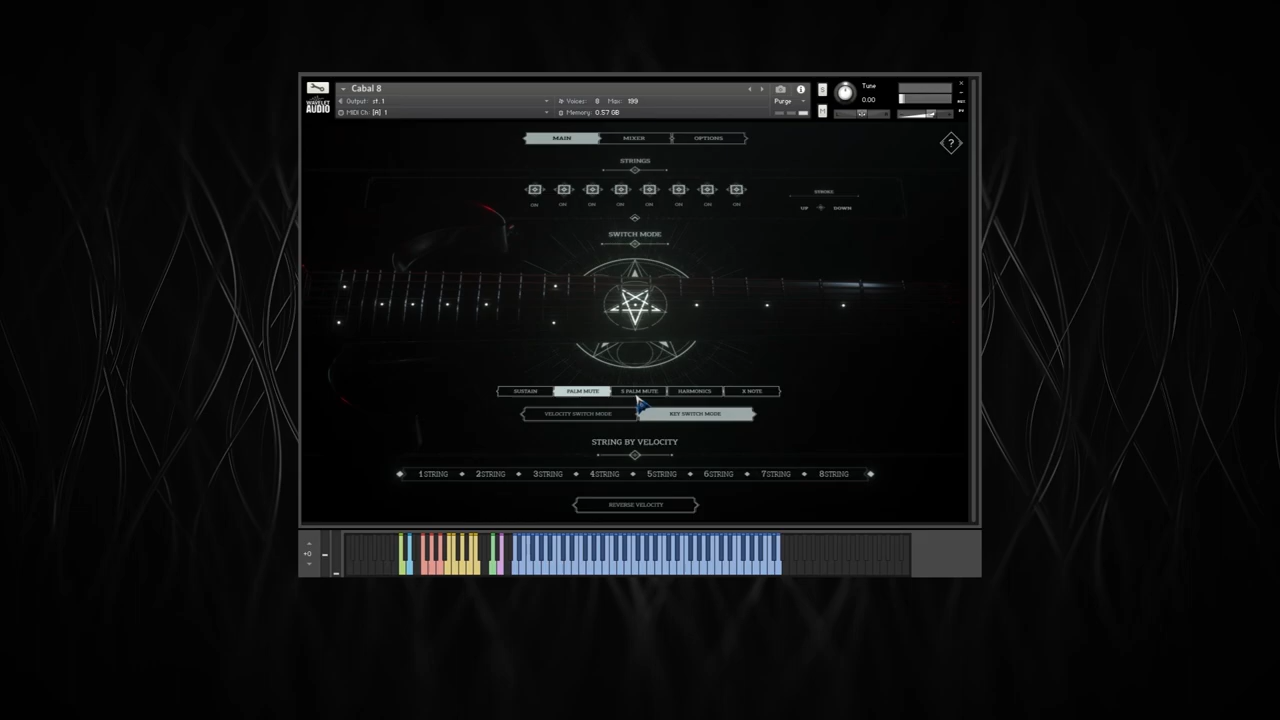 Cabal 8
WAVELET AUDIO
Output: st.1 Voices: 0 Max: 199 Purge
MIDI Ch: [A] 1 Memory: 0.57 GB
S
M
Tune
0.00
MAIN MIXER OPTIONS
?
STRINGS
ON ON ON ON ON ON ON ON
STROKE
UP DOWN
SWITCH MODE
SUSTAIN PALM MUTE S PALM MUTE HARMONICS X NOTE
VELOCITY SWITCH MODE KEY SWITCH MODE
STRING BY VELOCITY
1STRING 2STRING 3STRING 4STRING 5STRING 6STRING 7STRING 8STRING
REVERSE VELOCITY
+0